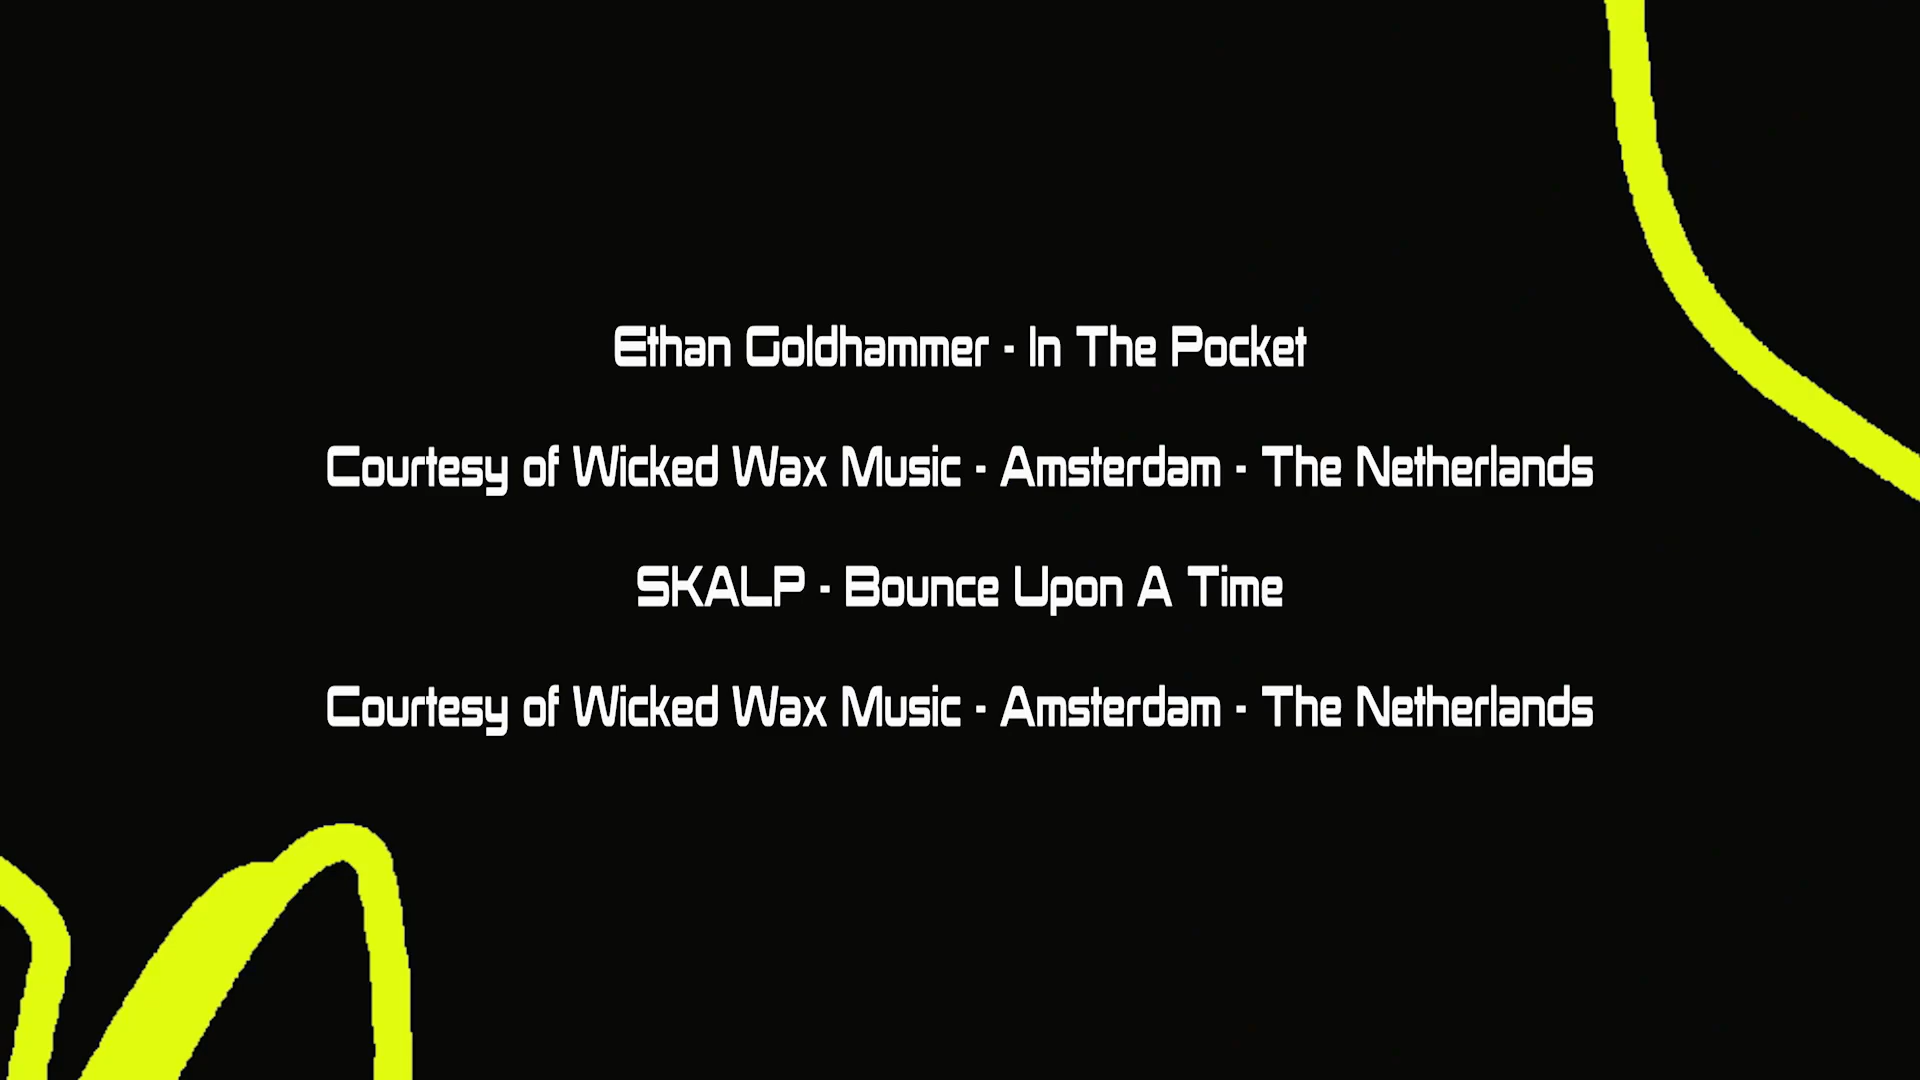 Ethan Goldhammer - In The Pocket
Courtesy of Wicked Wax Music - Amsterdam - The Netherlands
SKALP - Bounce Upon A Time
Courtesy of Wicked Wax Music - Amsterdam - The Netherlands